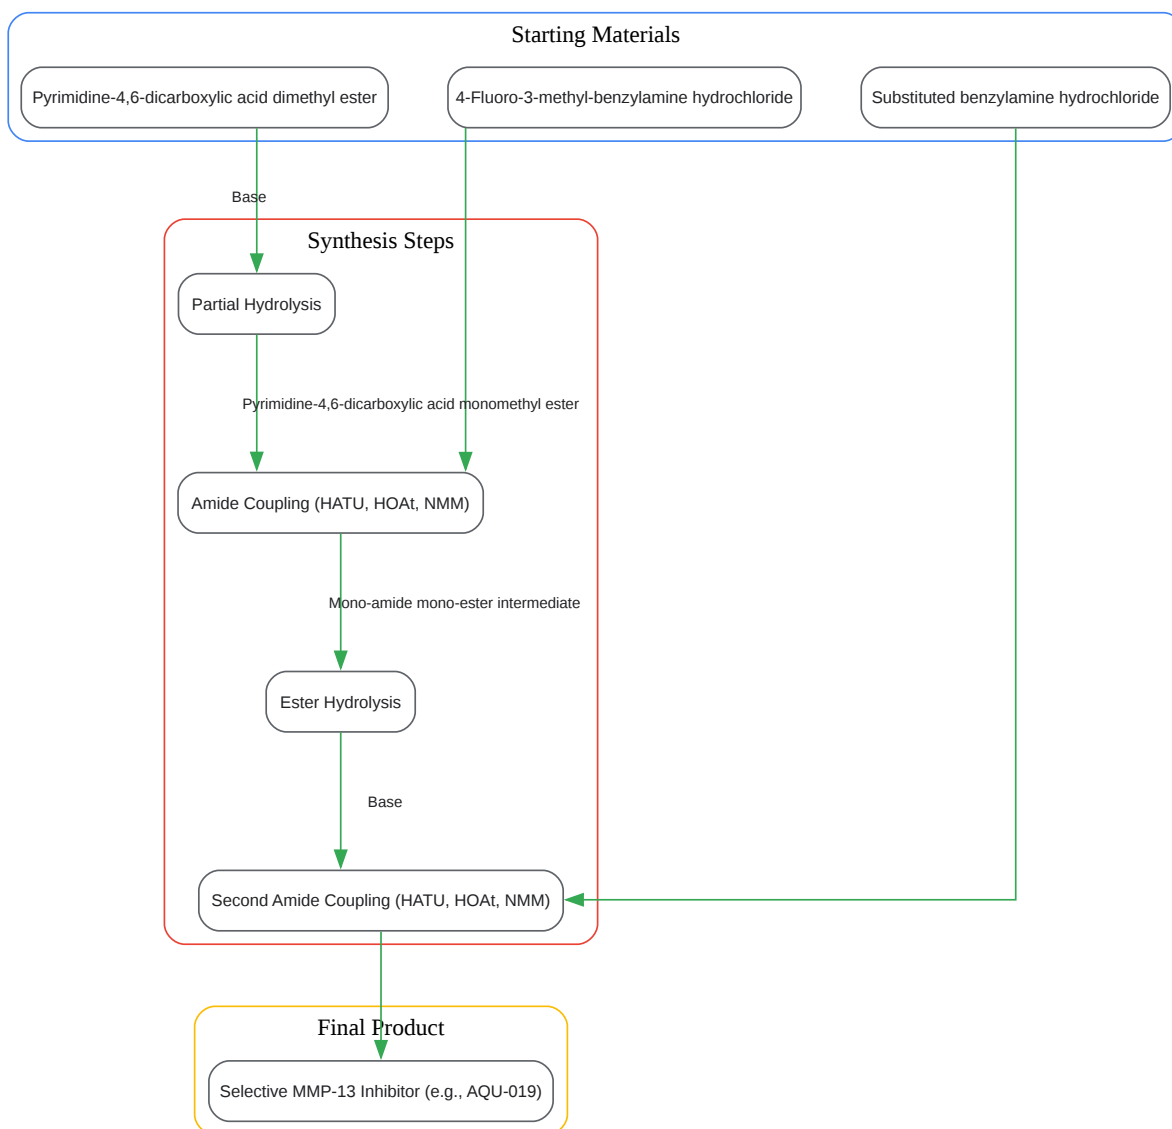 Starting Materials
Pyrimidine-4,6-dicarboxylic acid dimethyl ester
4-Fluoro-3-methyl-benzylamine hydrochloride
Substituted benzylamine hydrochloride
Base
Synthesis Steps
Partial Hydrolysis
Pyrimidine-4,6-dicarboxylic acid monomethyl ester
Amide Coupling (HATU, HOAt, NMM)
Mono-amide mono-ester intermediate
Ester Hydrolysis
Base
Second Amide Coupling (HATU, HOAt, NMM)
Final Product
Selective MMP-13 Inhibitor (e.g., AQU-019)